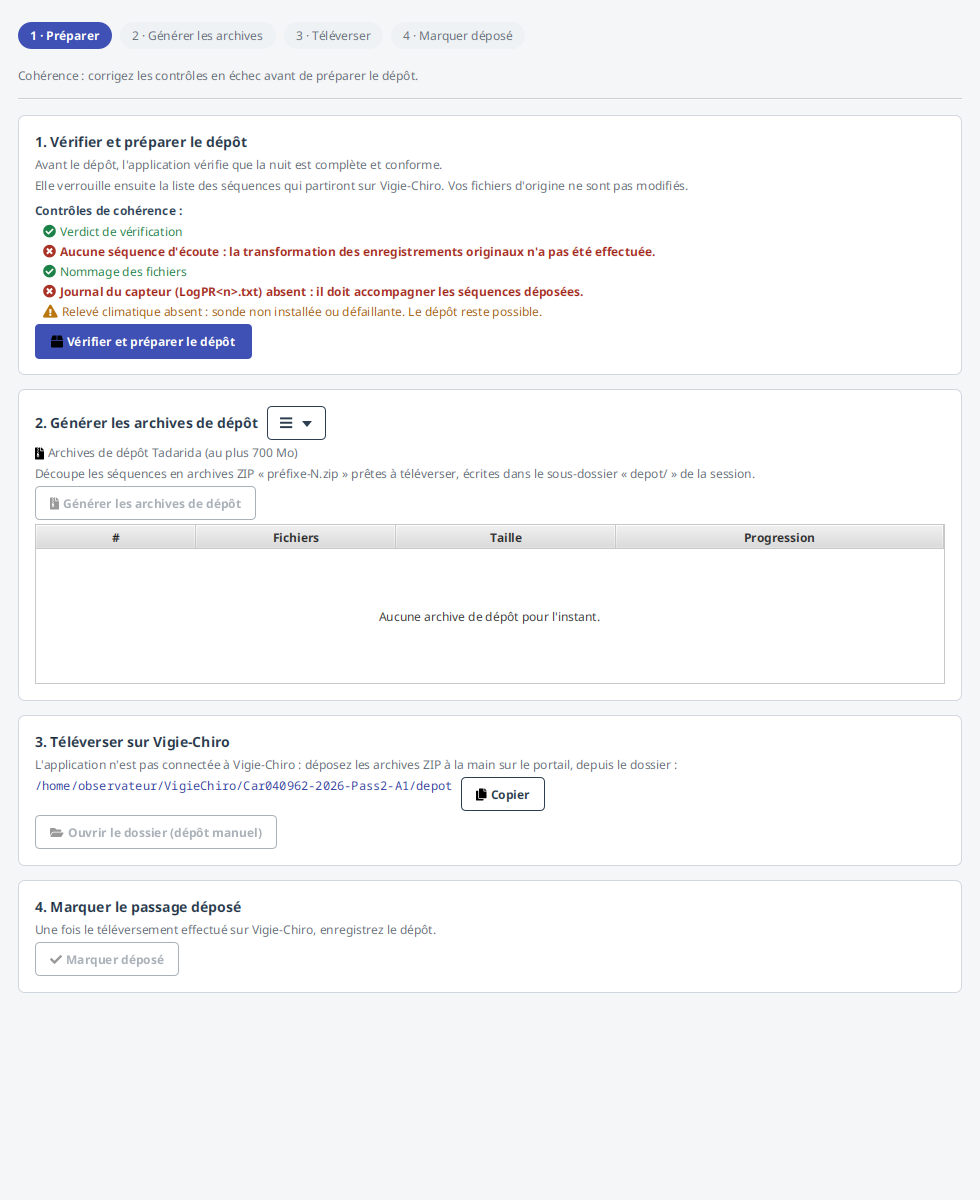 1 · Préparer
2 · Générer les archives
3 · Téléverser
4 · Marquer déposé
Cohérence : corrigez les contrôles en échec avant de préparer le dépôt.
1. Vérifier et préparer le dépôt
Avant le dépôt, l'application vérifie que la nuit est complète et conforme.
Elle verrouille ensuite la liste des séquences qui partiront sur Vigie-Chiro. Vos fichiers d'origine ne sont pas modifiés.
Contrôles de cohérence :
Verdict de vérification
Aucune séquence d'écoute : la transformation des enregistrements originaux n'a pas été effectuée.
Nommage des fichiers
Journal du capteur (LogPR<n>.txt) absent : il doit accompagner les séquences déposées.
Relevé climatique absent : sonde non installée ou défaillante. Le dépôt reste possible.
Vérifier et préparer le dépôt
2. Générer les archives de dépôt
Archives de dépôt Tadarida (au plus 700 Mo)
Découpe les séquences en archives ZIP « préfixe-N.zip » prêtes à téléverser, écrites dans le sous-dossier « depot/ » de la session.
Générer les archives de dépôt
# Fichiers Taille Progression
Aucune archive de dépôt pour l'instant.
3. Téléverser sur Vigie-Chiro
L'application n'est pas connectée à Vigie-Chiro : déposez les archives ZIP à la main sur le portail, depuis le dossier :
/home/observateur/VigieChiro/Car040962-2026-Pass2-A1/depot
Copier
Ouvrir le dossier (dépôt manuel)
4. Marquer le passage déposé
Une fois le téléversement effectué sur Vigie-Chiro, enregistrez le dépôt.
Marquer déposé